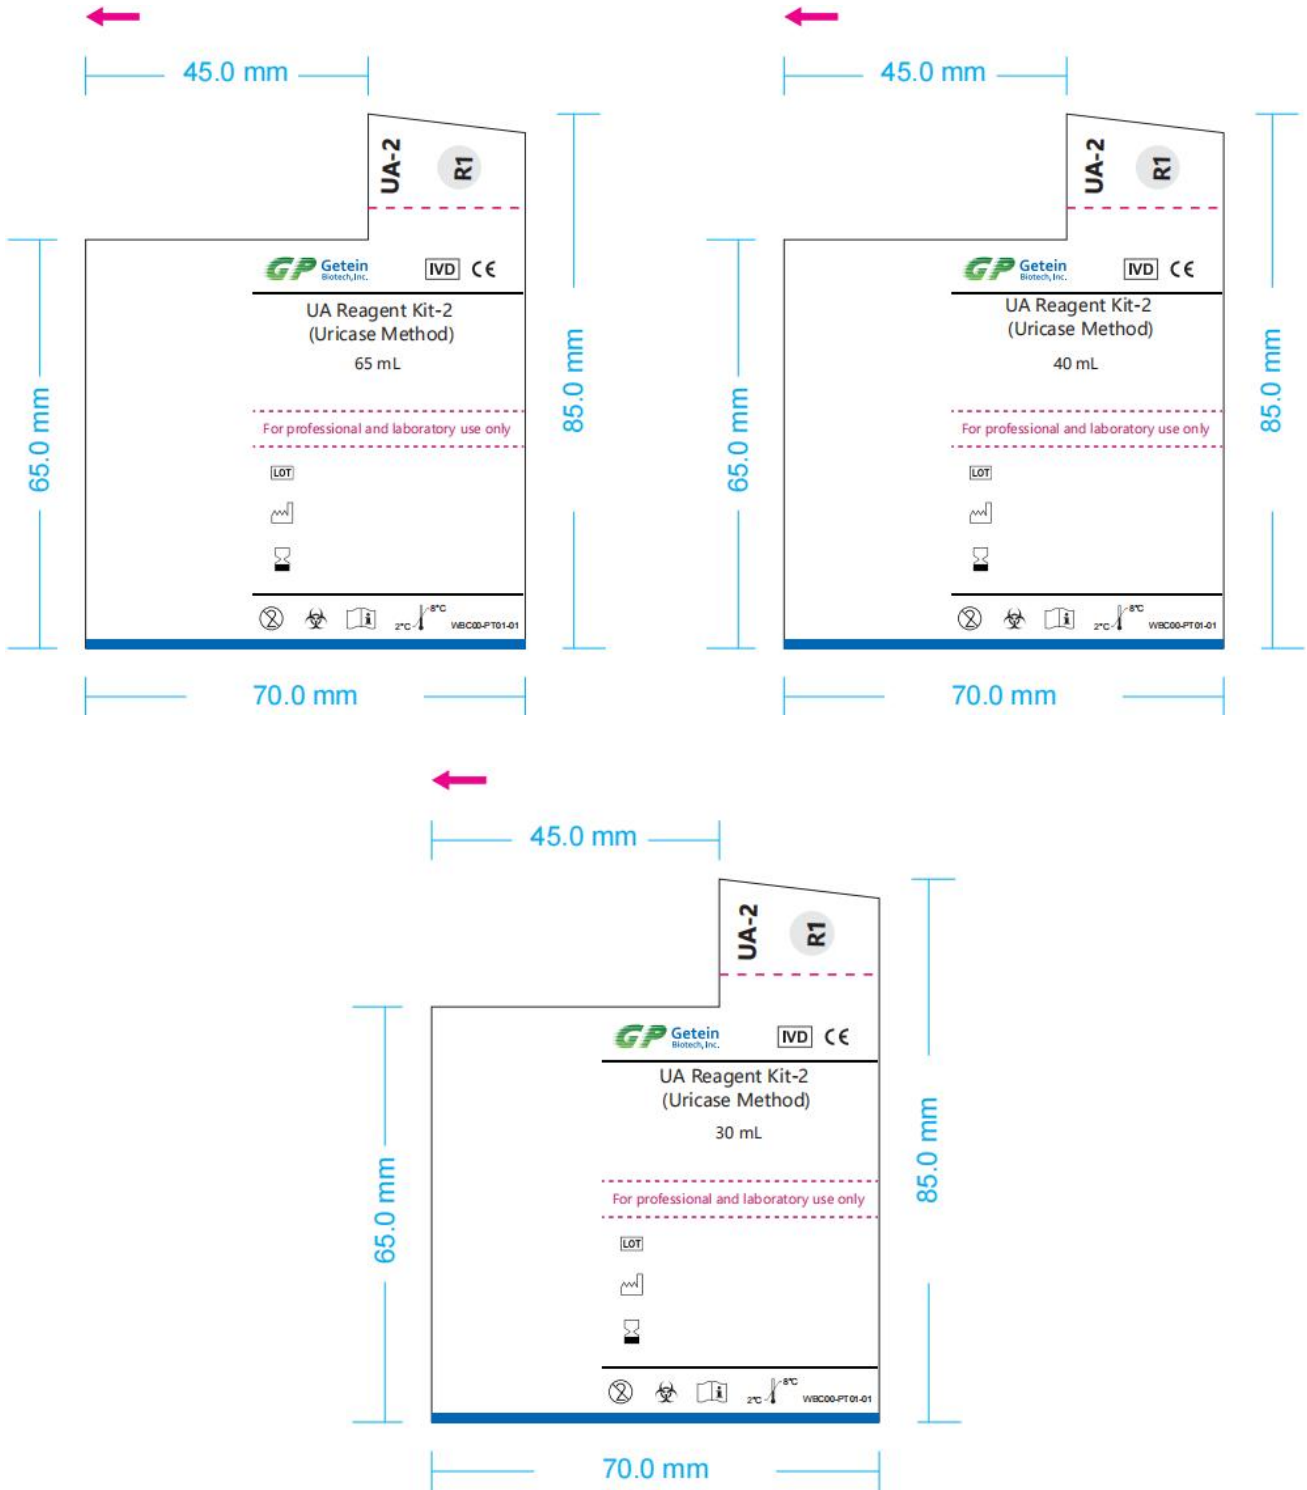 45.0 mm
UA-2
R1
65.0 mm
85.0 mm
GP Getein
Biotech, Inc.
IVD CE
UA Reagent Kit-2
(Uricase Method)
65 mL
For professional and laboratory use only
LOT
2
i
2°C 8°C
WBC00-PT01-01
70.0 mm
45.0 mm
UA-2
R1
65.0 mm
85.0 mm
GP Getein
Biotech, Inc.
IVD CE
UA Reagent Kit-2
(Uricase Method)
40 mL
For professional and laboratory use only
LOT
2
i
2°C 8°C
WBC00-PT01-01
70.0 mm
45.0 mm
UA-2
R1
65.0 mm
85.0 mm
GP Getein
Biotech, Inc.
IVD CE
UA Reagent Kit-2
(Uricase Method)
30 mL
For professional and laboratory use only
LOT
2
i
2°C 8°C
WBC00-PT01-01
70.0 mm